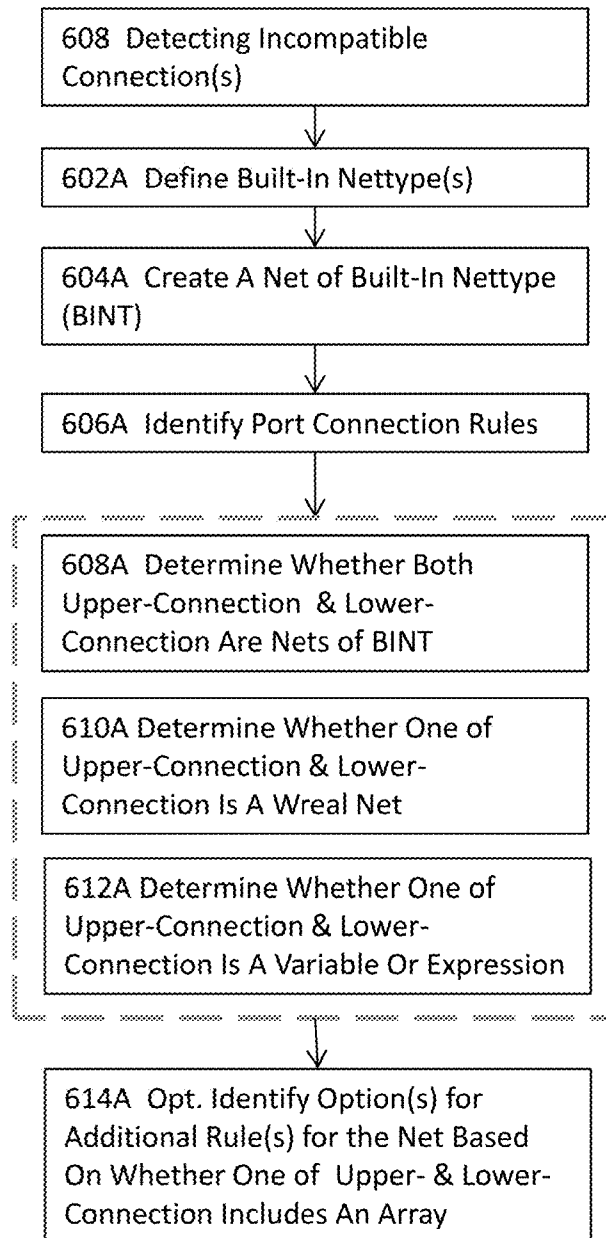 608 Detecting Incompatible
Connection(s)
602A Define Built-In Nettype(s)
604A Create A Net of Built-In Nettype
(BINT)
606A Identify Port Connection Rules
608A Determine Whether Both
Upper-Connection & Lower-
Connection Are Nets of BINT
610A Determine Whether One of
Upper-Connection & Lower-
Connection Is A Wreal Net
612A Determine Whether One of
Upper-Connection & Lower-
Connection Is A Variable Or Expression
614A Opt. Identify Option(s) for
Additional Rule(s) for the Net Based
On Whether One of Upper- & Lower-
Connection Includes An Array